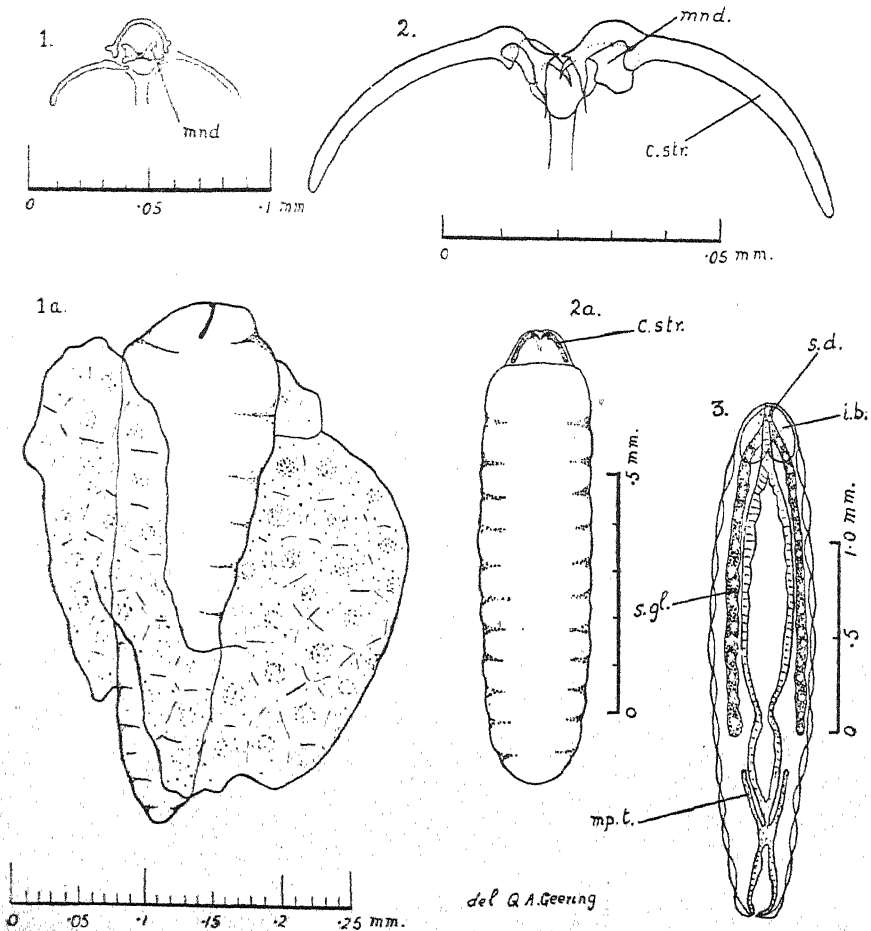 1.
mnd
0 .05 .1 mm
2.
mnd.
c.str.
0 .05 mm.
1a.
0 .05 .1 .15 .2 .25 mm.
2a.
c.str.
.5 mm.
0
3.
s.d.
i.b.
1.0 mm.
.5
0
s.gl.
mp.t.
del Q A.Geering